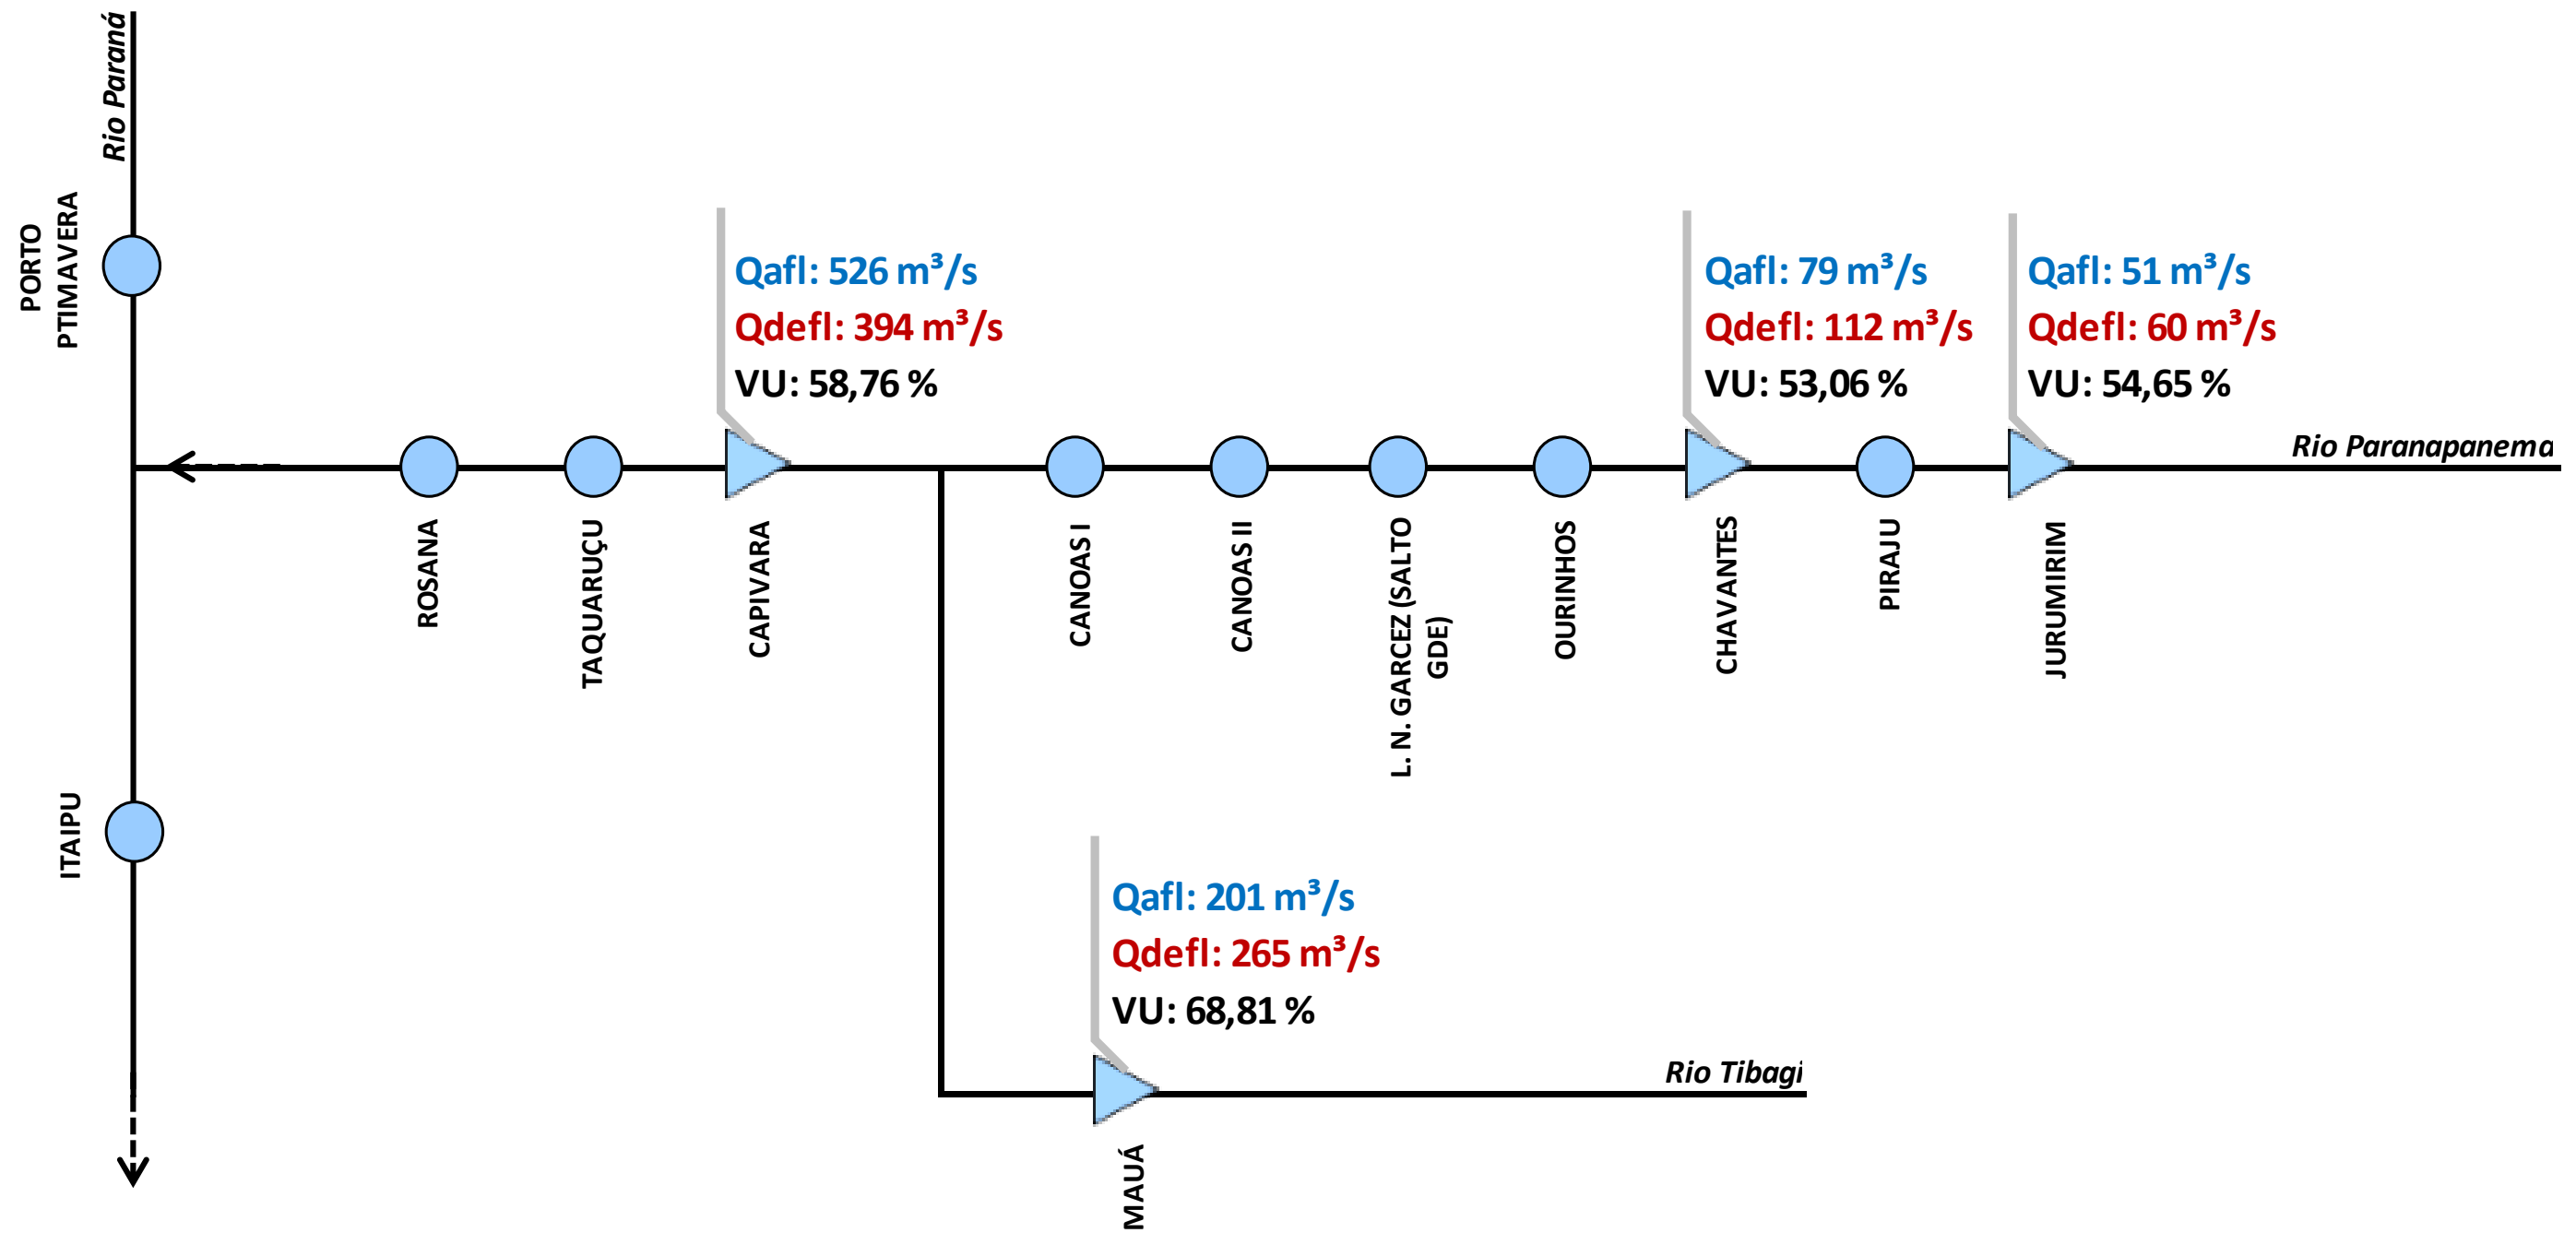 Rio Paraná
PORTO
PTIMAVERA
Qafl: 526 m³/s
Qdefl: 394 m³/s
VU: 58,76 %
Qafl: 79 m³/s
Qdefl: 112 m³/s
VU: 53,06 %
Qafl: 51 m³/s
Qdefl: 60 m³/s
VU: 54,65 %
Rio Paranapanema
ROSANA
TAQUARUÇU
CAPIVARA
CANOAS I
CANOAS II
L. N. GARCEZ (SALTO
GDE)
OURINHOS
CHAVANTES
PIRAJU
JURUMIRIM
ITAIPU
Qafl: 201 m³/s
Qdefl: 265 m³/s
VU: 68,81 %
Rio Tibagi
MAUÁ